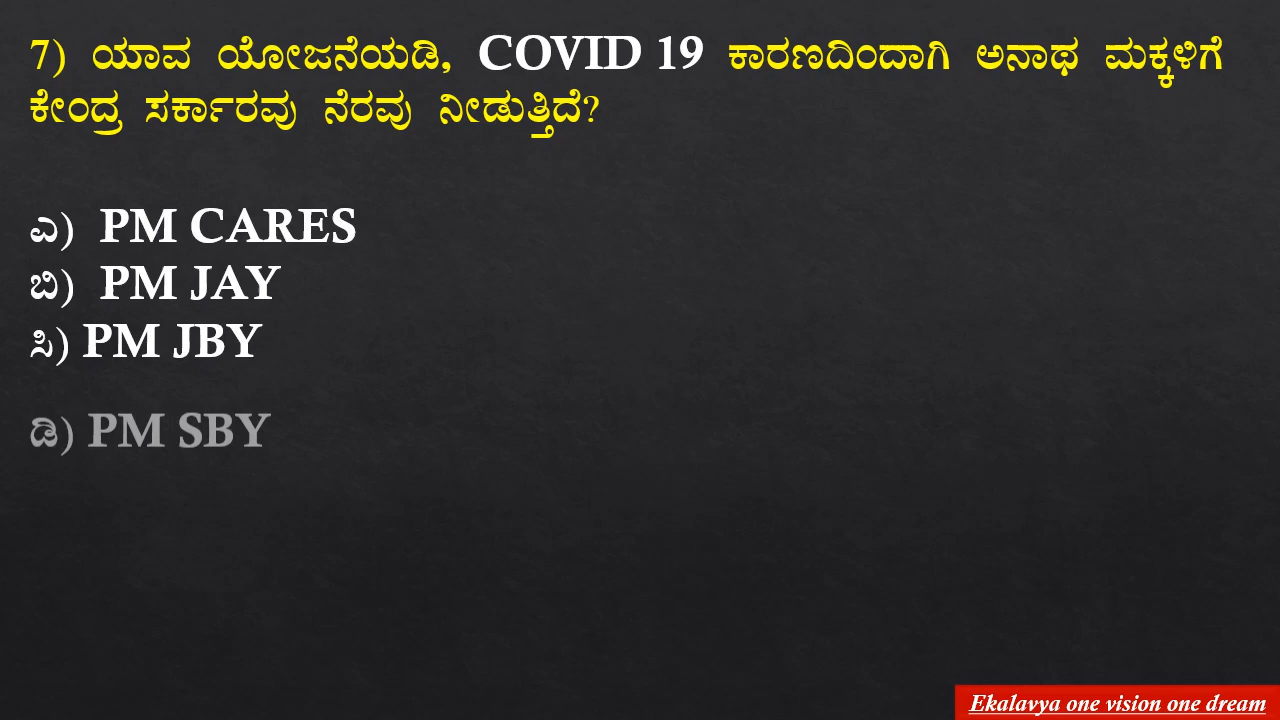 7) ಯಾವ ಯೋಜನೆಯಡಿ, COVID 19 ಕಾರಣದಿಂದಾಗಿ ಅನಾಥ ಮಕ್ಕಳಿಗೆ
ಕೇಂದ್ರ ಸರ್ಕಾರವು ನೆರವು ನೀಡುತ್ತಿದೆ?
ಎ) PM CARES
ಬಿ) PM JAY
ಸಿ) PM JBY
ಡಿ) PM SBY
Ekalavya one vision one dream